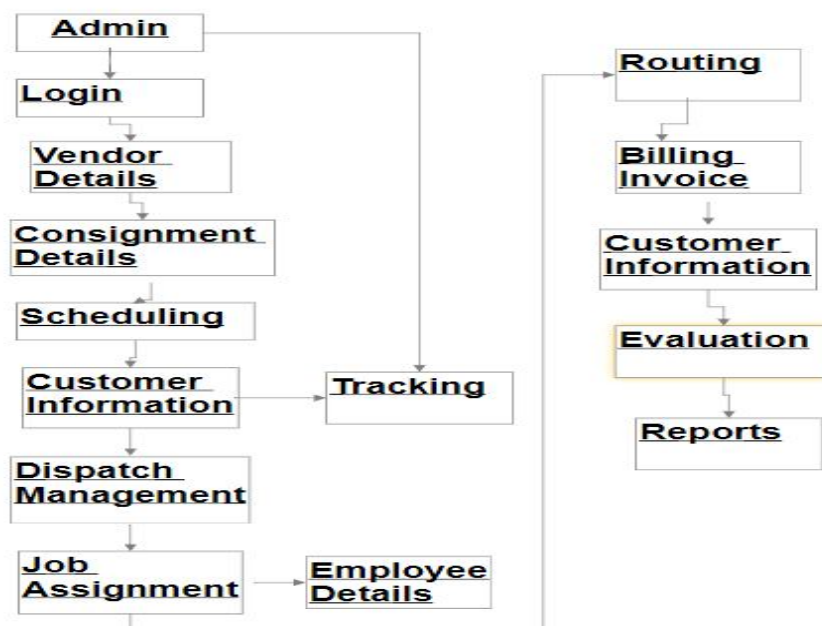 Admin
Login
Vendor
Details
Consignment
Details
Scheduling
Customer
Information
Tracking
Dispatch
Management
Job
Assignment
Employee
Details
Routing
Billing
Invoice
Customer
Information
Evaluation
Reports